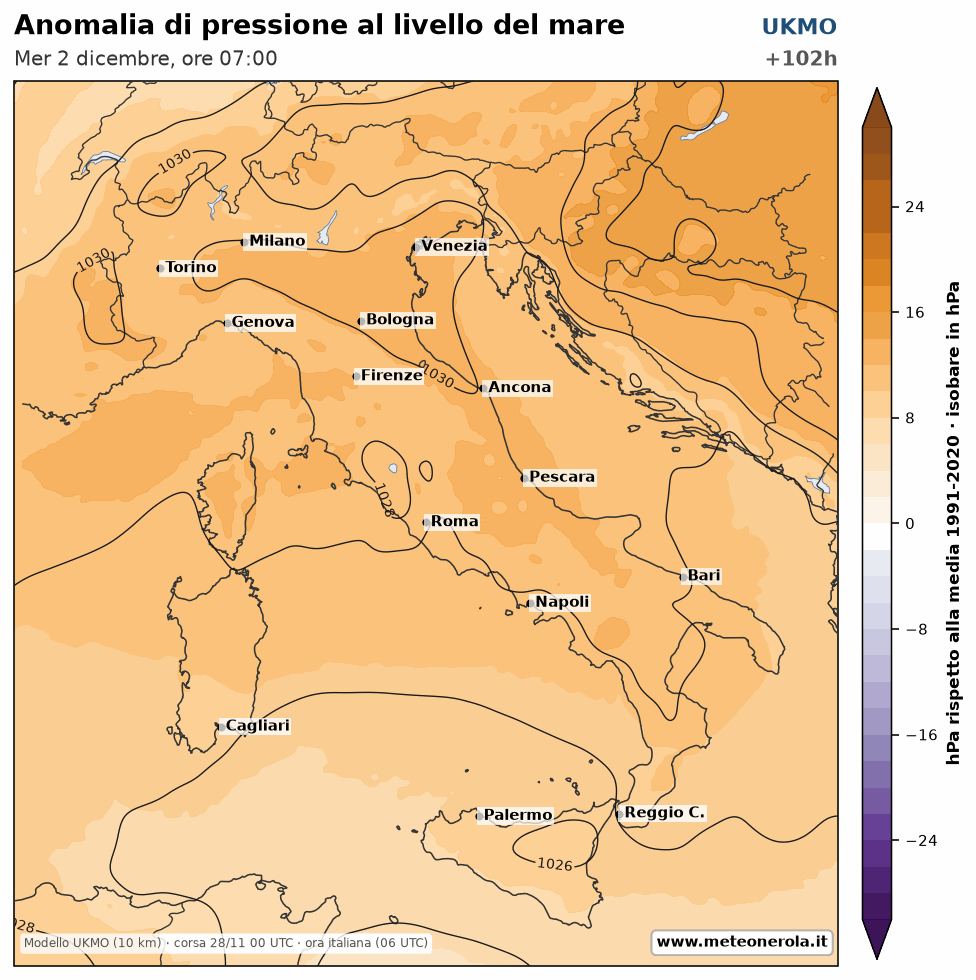 Anomalia di pressione al livello del mare
UKMO
Mer 2 dicembre, ore 07:00
+102h
1030
Milano
Venezia
1030
Torino
Genova
Bologna
Firenze
1030
Ancona
Pescara
1028
Roma
Bari
Napoli
Cagliari
Palermo
Reggio C.
1026
028
Modello UKMO (10 km) · corsa 28/11 00 UTC · ora italiana (06 UTC)
www.meteonerola.it
24
16
8
0
−8
−16
−24
hPa rispetto alla media 1991-2020 · isobare in hPa